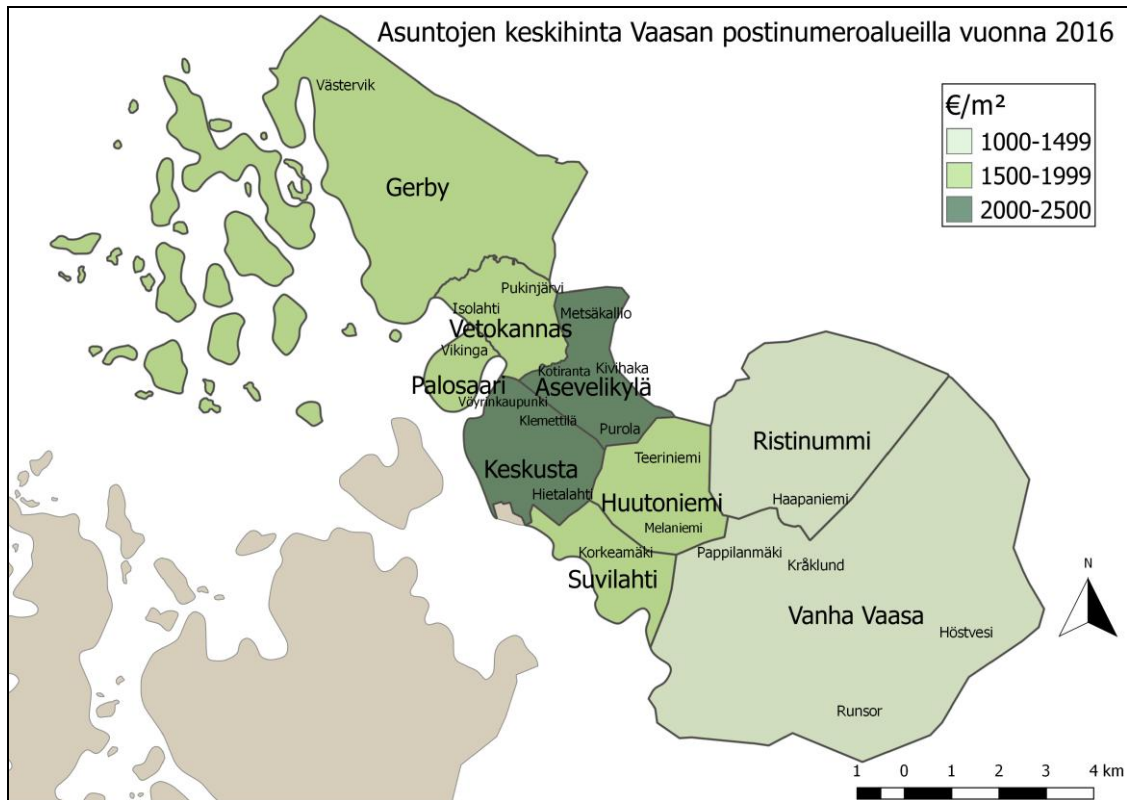 Asuntojen keskihinta Vaasan postinumeroalueilla vuonna 2016
€/m²
1000-1499
1500-1999
2000-2500
Västervik
Gerby
Pukinjärvi
Isolahti
Metsäkallio
Vetokannas
Vikinga
Kotiranta
Kivihaka
Palosaari
Asevelikylä
Vöyrinkaupunki
Klemettilä
Purola
Ristinummi
Teeriniemi
Keskusta
Hietalahti
Huutoniemi
Haapaniemi
Melaniemi
Korkeamäki
Pappilanmäki
Kråklund
Suvilahti
Vanha Vaasa
Höstvesi
Runsor
N
1 0 1 2 3 4 km